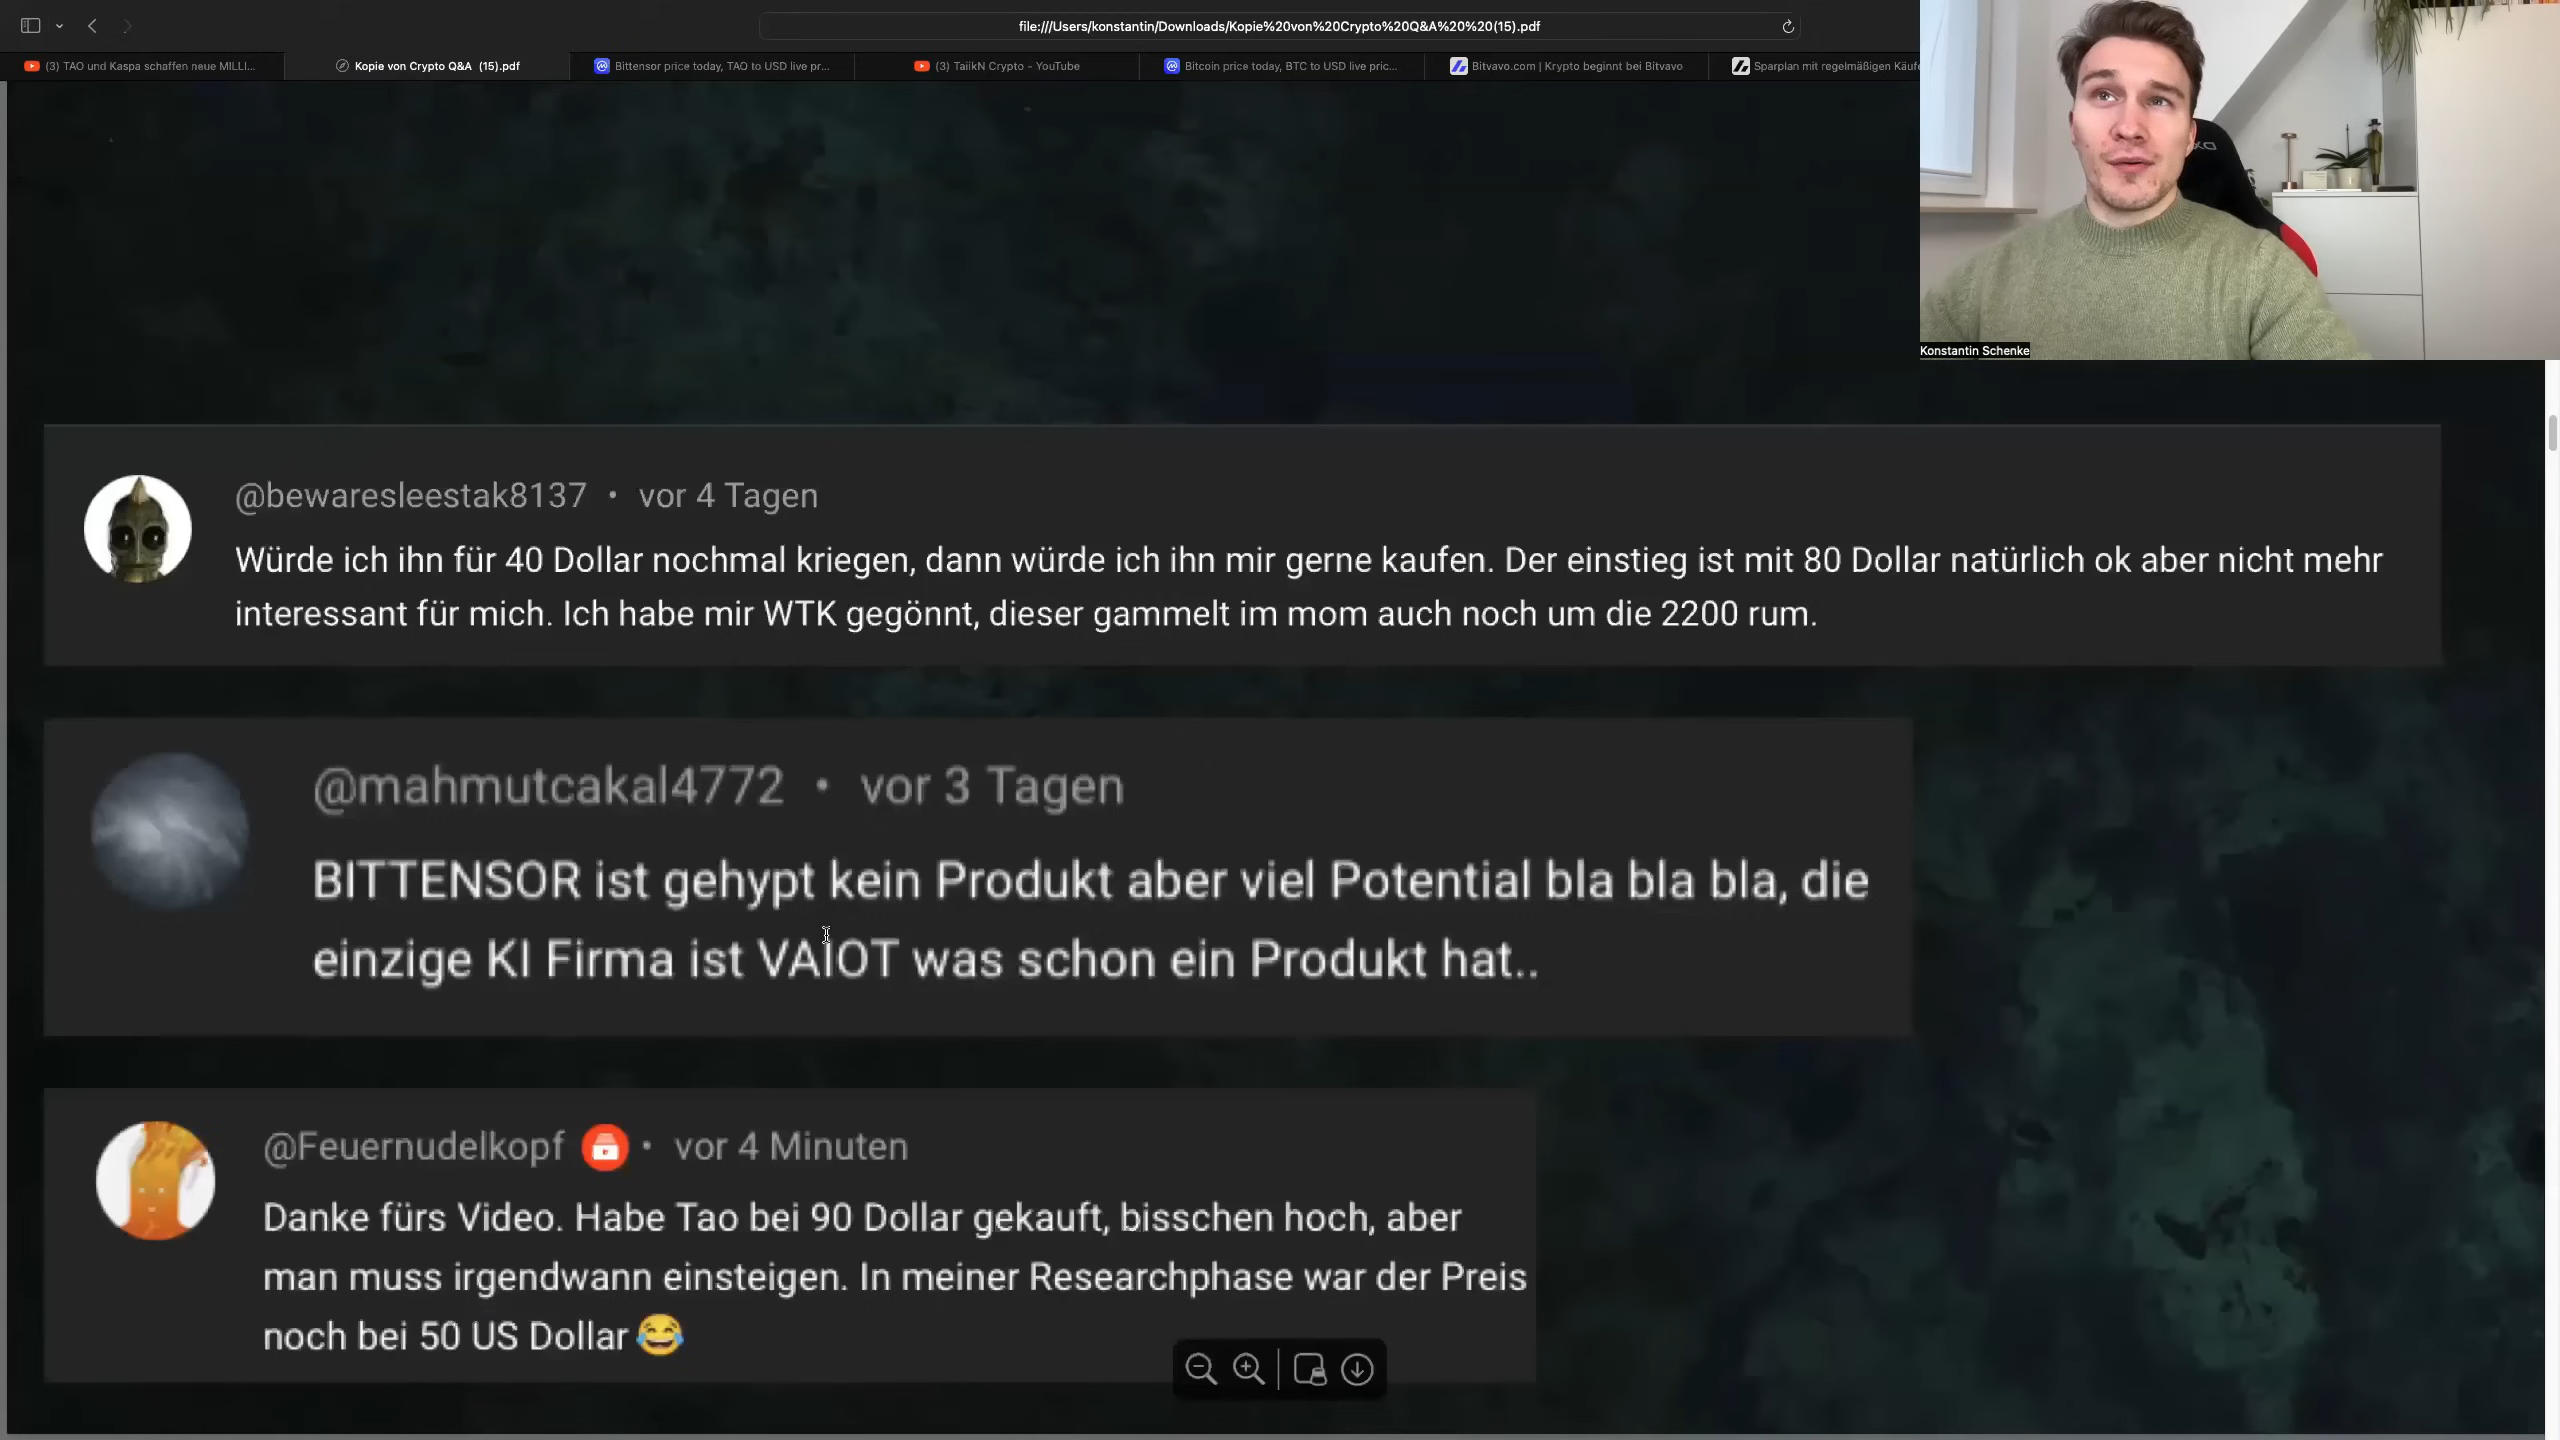 file:///Users/konstantin/Downloads/Kopie%20von%20Crypto%20Q&A%20%20(15).pdf
(3) TAO und Kaspa schaffen neue MILLI...
Kopie von Crypto Q&A (15).pdf
Bittensor price today, TAO to USD live pr...
(3) TaiikN Crypto - YouTube
Bitcoin price today, BTC to USD live pric...
Bitvavo.com | Krypto beginnt bei Bitvavo
Sparplan mit regelmäßigen Käufe
Konstantin Schenke
@bewaresleestak8137 • vor 4 Tagen
Würde ich ihn für 40 Dollar nochmal kriegen, dann würde ich ihn mir gerne kaufen. Der einstieg ist mit 80 Dollar natürlich ok aber nicht mehr
interessant für mich. Ich habe mir WTK gegönnt, dieser gammelt im mom auch noch um die 2200 rum.
@mahmutcakal4772 • vor 3 Tagen
BITTENSOR ist gehypt kein Produkt aber viel Potential bla bla bla, die
einzige KI Firma ist VAIOT was schon ein Produkt hat..
@Feuernudelkopf • vor 4 Minuten
Danke fürs Video. Habe Tao bei 90 Dollar gekauft, bisschen hoch, aber
man muss irgendwann einsteigen. In meiner Researchphase war der Preis
noch bei 50 US Dollar 😂